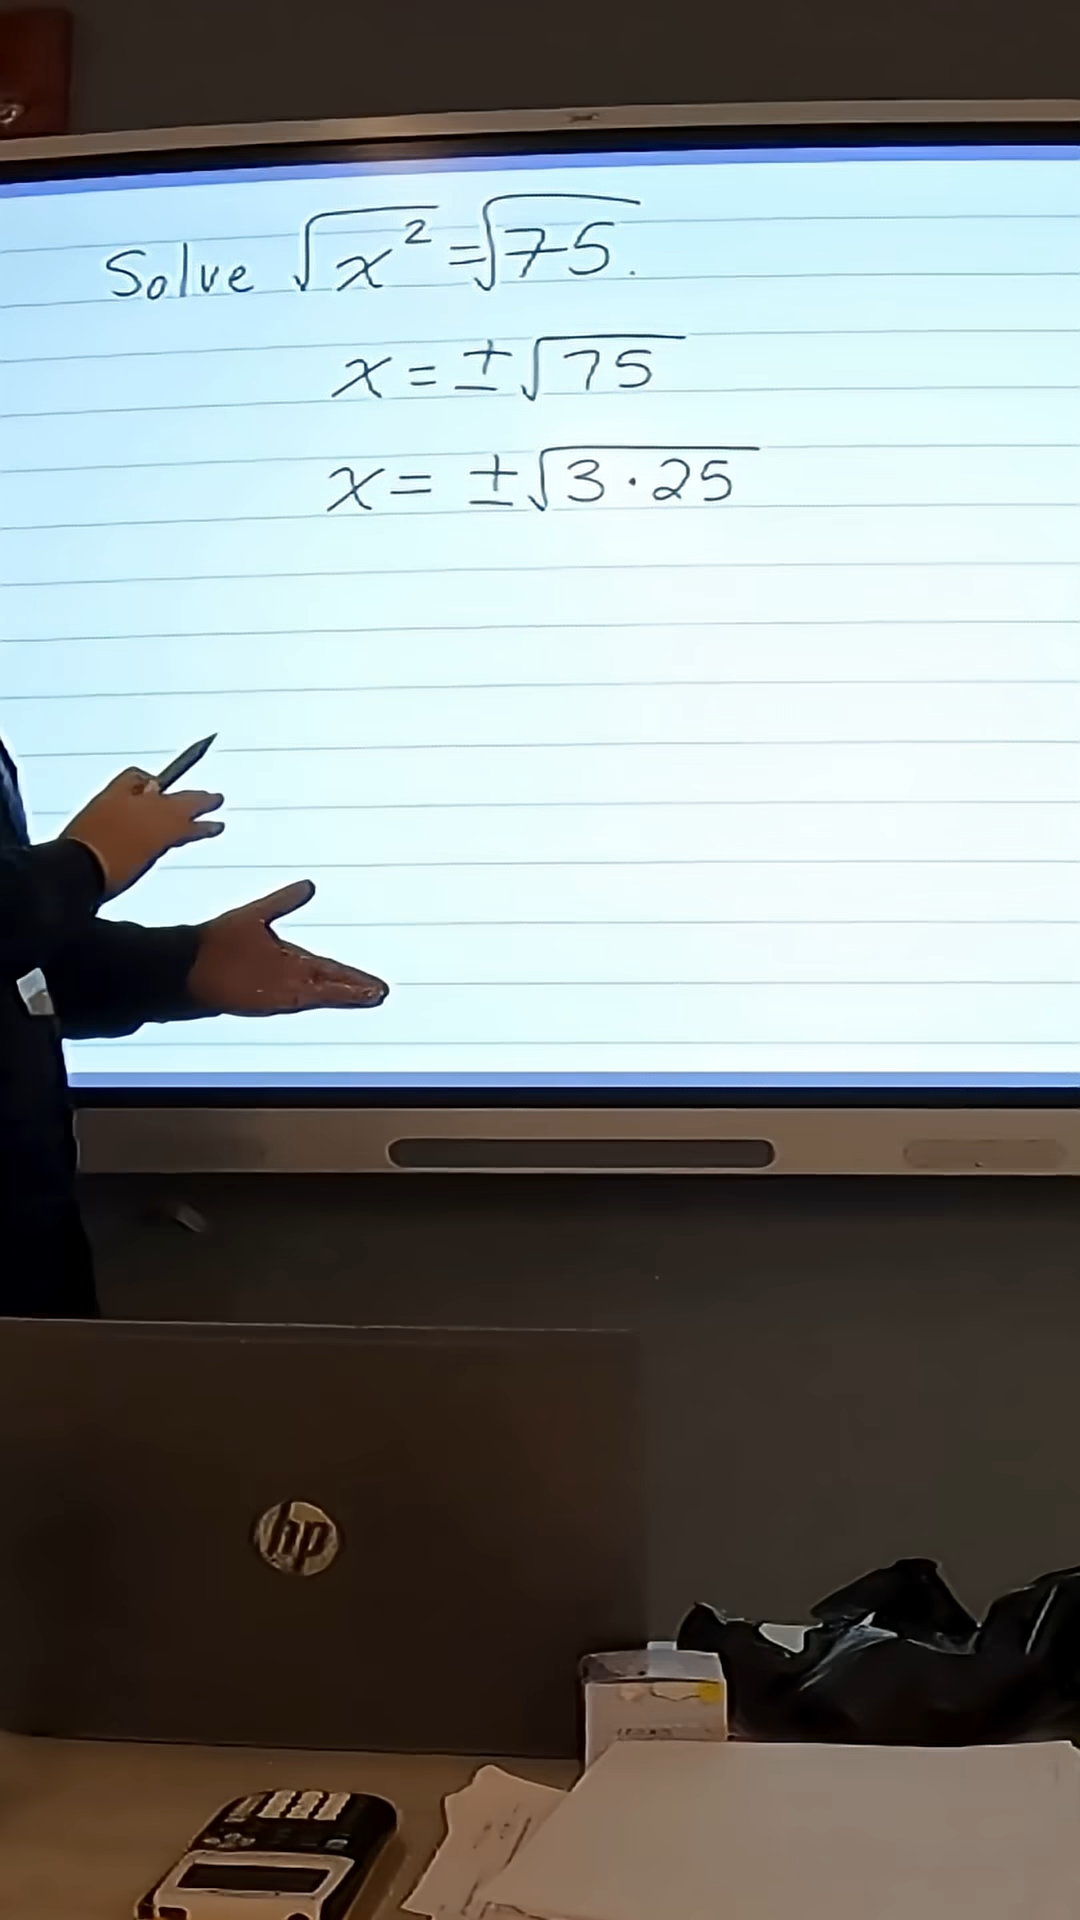 Solve √x² = √75.
x = ± √75
x = ± √3 · 25
hp